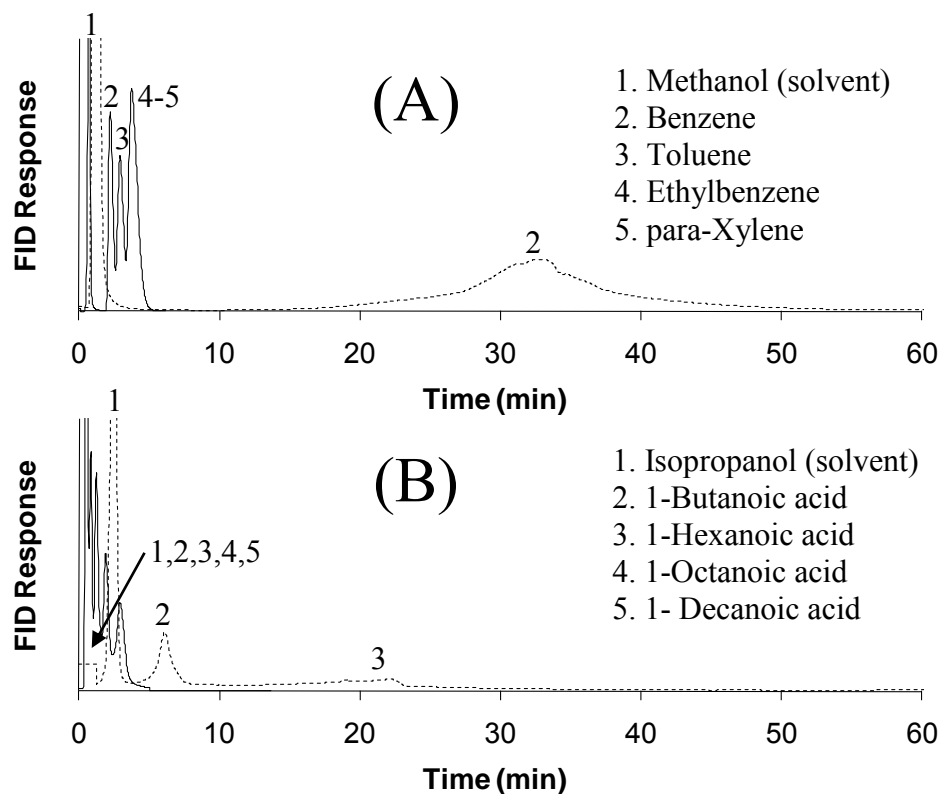 1
2
4-5
3
(A)
1. Methanol (solvent)
2. Benzene
3. Toluene
4. Ethylbenzene
5. para-Xylene
2
FID Response
0 10 20 30 40 50 60
Time (min)
1
(B)
1. Isopropanol (solvent)
2. 1-Butanoic acid
3. 1-Hexanoic acid
4. 1-Octanoic acid
5. 1- Decanoic acid
1,2,3,4,5
2
3
FID Response
0 10 20 30 40 50 60
Time (min)